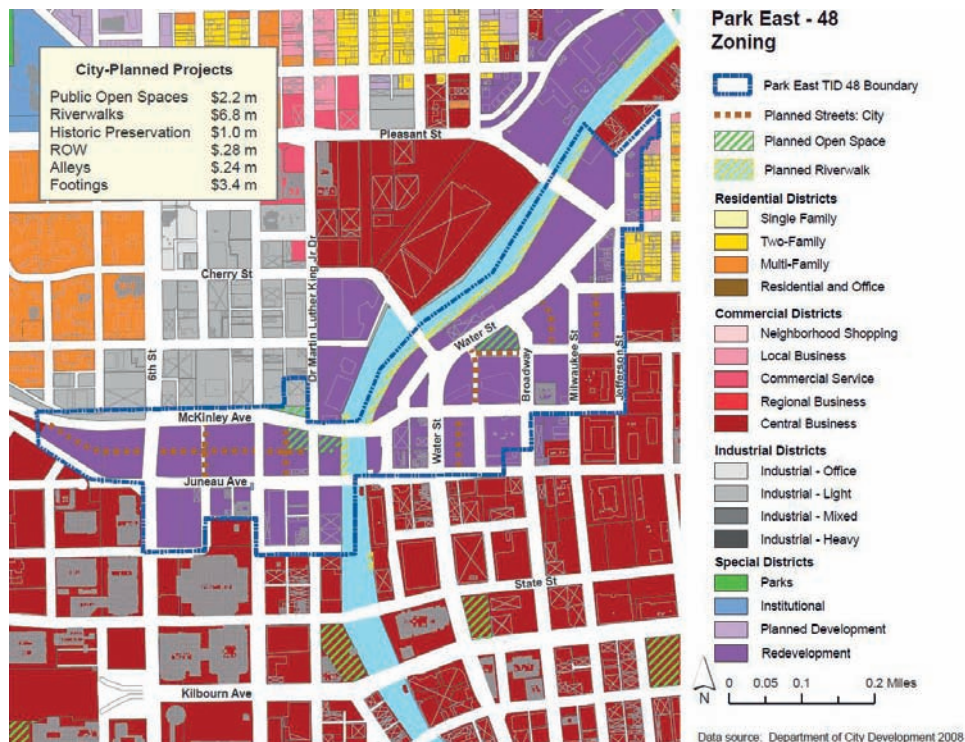 Park East - 48
Zoning
City-Planned Projects
Public Open Spaces $2.2 m
Riverwalks $6.8 m
Historic Preservation $1.0 m
ROW $.28 m
Alleys $.24 m
Footings $3.4 m
Pleasant St
Cherry St
Dr Martin Luther King Jr Dr
6th St
Water St
Broadway
Milwaukee St
Jefferson St
McKinley Ave
Water St
Juneau Ave
State St
Kilbourn Ave
Park East TID 48 Boundary
Planned Streets: City
Planned Open Space
Planned Riverwalk
Residential Districts
Single Family
Two-Family
Multi-Family
Residential and Office
Commercial Districts
Neighborhood Shopping
Local Business
Commercial Service
Regional Business
Central Business
Industrial Districts
Industrial - Office
Industrial - Light
Industrial - Mixed
Industrial - Heavy
Special Districts
Parks
Institutional
Planned Development
Redevelopment
N
0 0.05 0.1 0.2 Miles
Data source: Department of City Development 2008